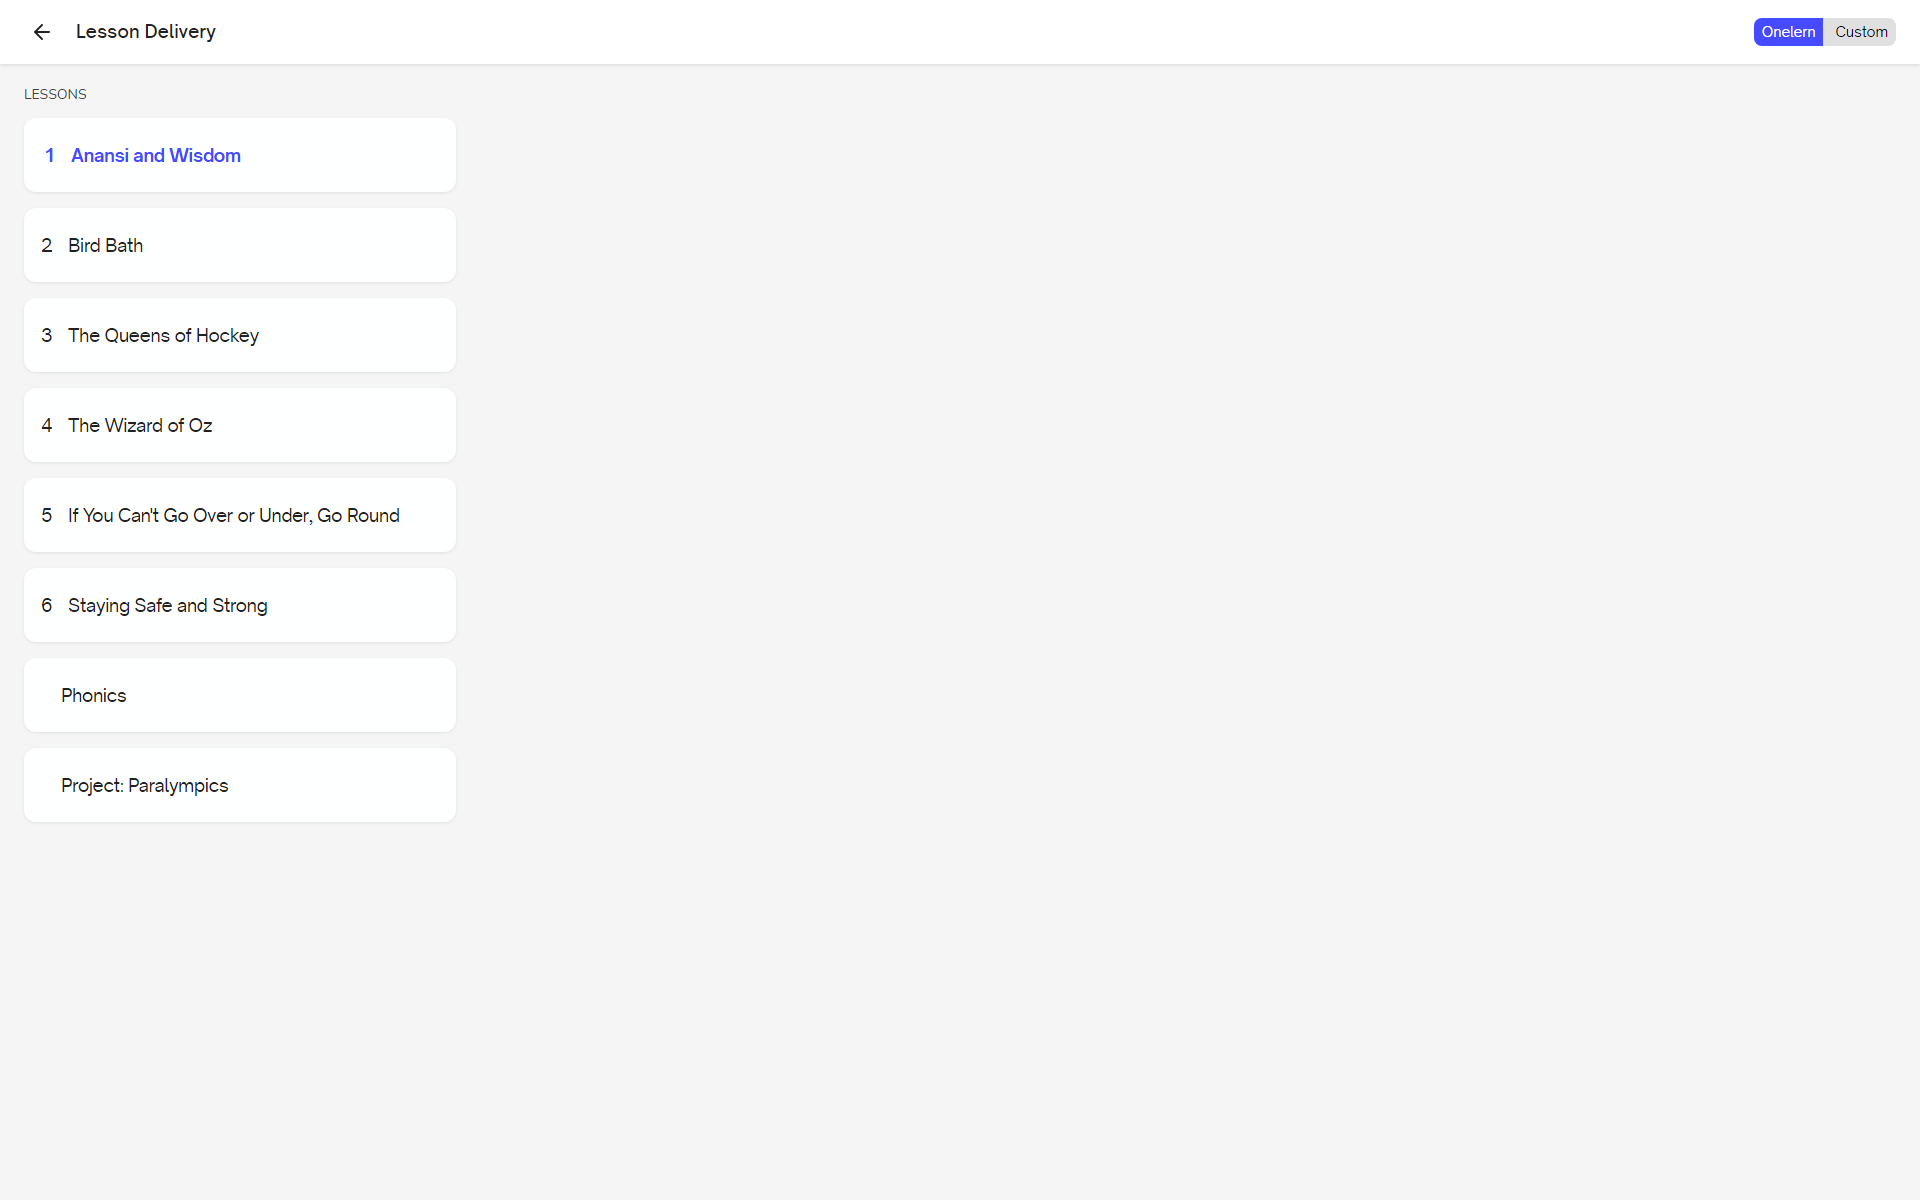 Lesson Delivery
Onelern Custom
LESSONS
1 Anansi and Wisdom
2 Bird Bath
3 The Queens of Hockey
4 The Wizard of Oz
5 If You Can't Go Over or Under, Go Round
6 Staying Safe and Strong
Phonics
Project: Paralympics